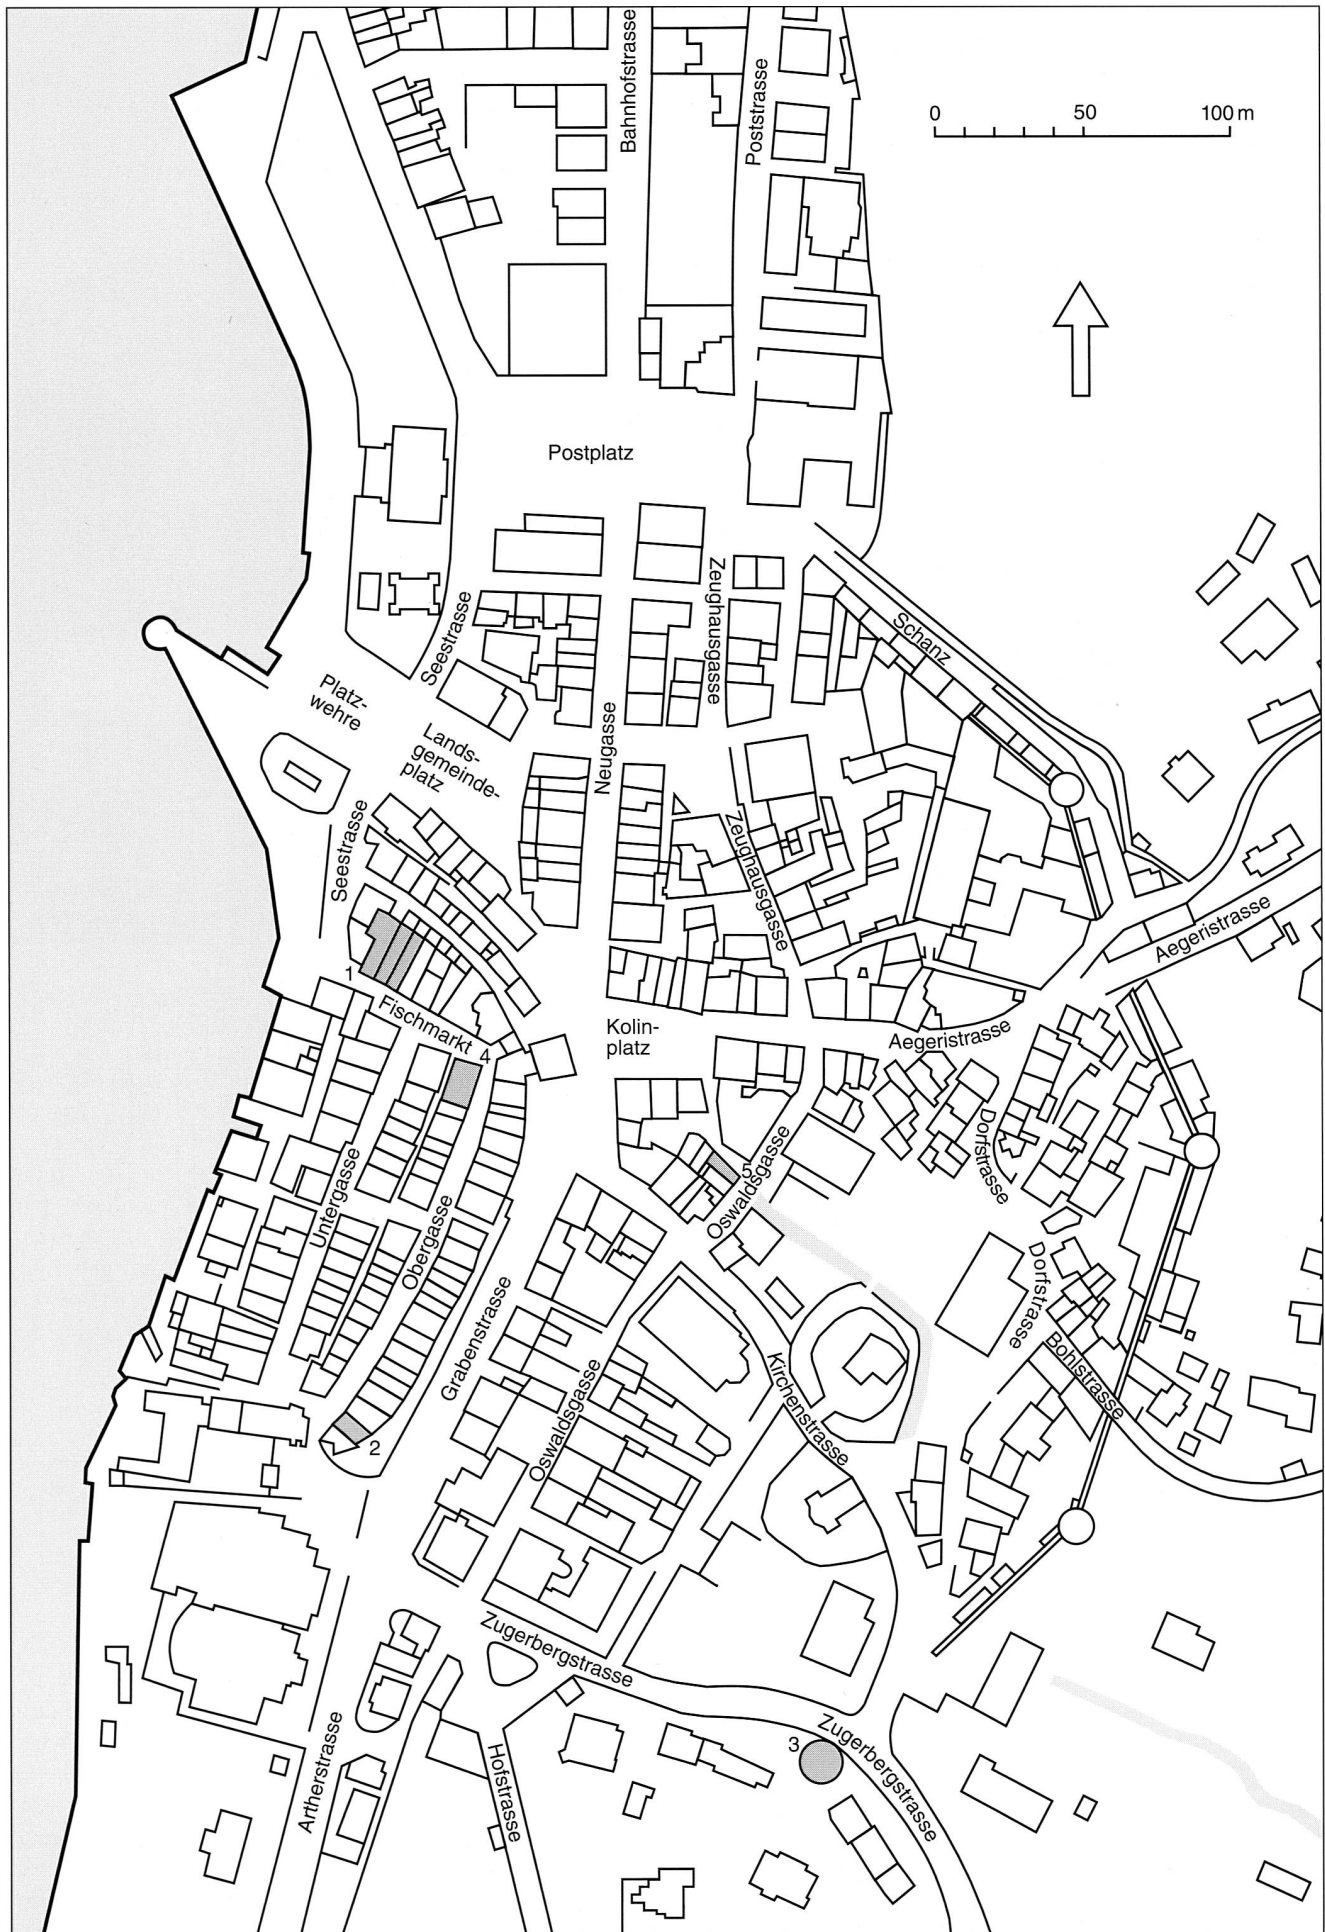 Bahnhofstrasse
Poststrasse
0 50 100 m
Postplatz
Zeughausgasse
Seestrasse
Schanz
Platz-
wehre
Lands-
gemeinde-
platz
Neugasse
Seestrasse
Zeughausgasse
Aegeristrasse
1
Fischmarkt
4
Kolin-
platz
Aegeristrasse
Dorfstrasse
5
Oswaldsgasse
Untergasse
Obergasse
Dorfstrasse
Grabenstrasse
Bohlstrasse
Kirchenstrasse
Oswaldsgasse
2
Zugerbergstrasse
3
Zugerbergstrasse
Artherstrasse
Hofstrasse